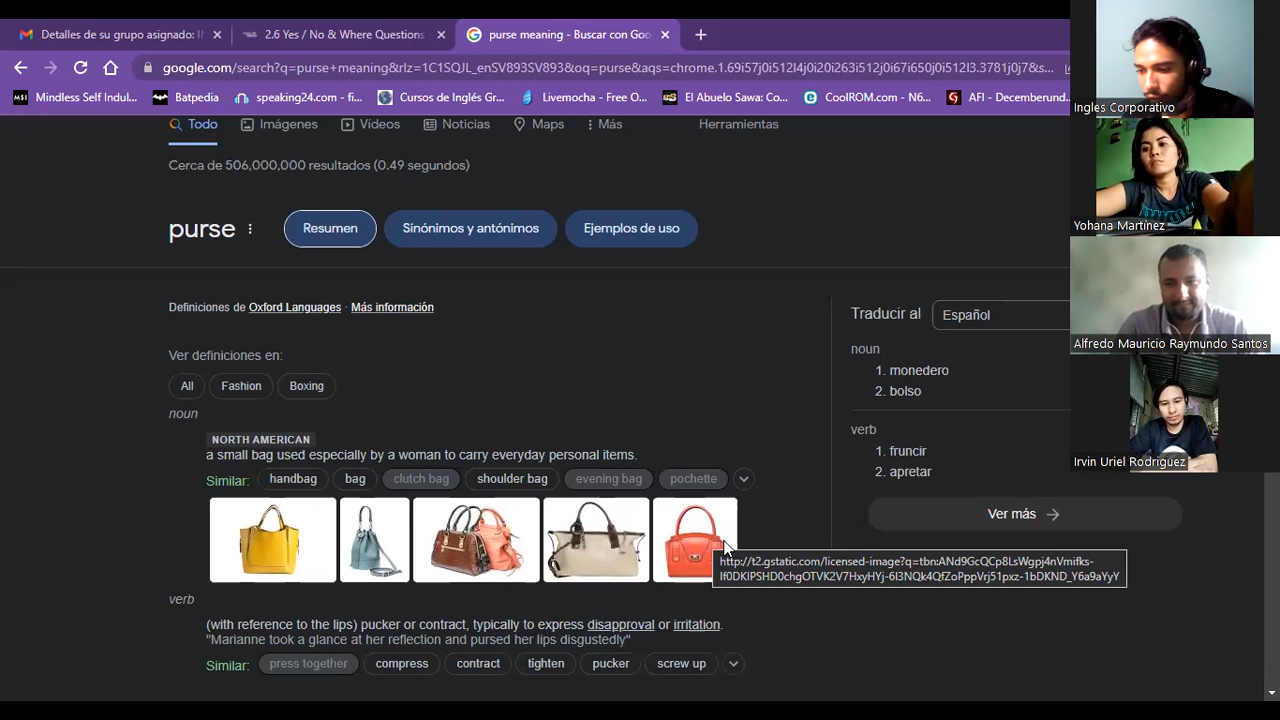 Detalles de su grupo asignado: I
2.6 Yes / No & Where Questions
purse meaning - Buscar con Goo
google.com/search?q=purse+meaning&rlz=1C1SQJL_enSV893SV893&oq=purse&aqs=chrome.1.69i57j0i512l4j0i20i263i512j0i67i650j0i512l3.3781j0j7&s...
Mindless Self Indul...
Batpedia
speaking24.com - fi...
Cursos de Inglés Gr...
Livemocha - Free O...
El Abuelo Sawa: Co...
CoolROM.com - N6...
AFI - Decemberund...
Todo
Imágenes
Videos
Noticias
Maps
Más
Herramientas
Cerca de 506,000,000 resultados (0.49 segundos)
purse
Resumen
Sinónimos y antónimos
Ejemplos de uso
Definiciones de Oxford Languages · Más información
Ver definiciones en:
All
Fashion
Boxing
noun
NORTH AMERICAN
a small bag used especially by a woman to carry everyday personal items.
Similar:
handbag
bag
clutch bag
shoulder bag
evening bag
pochette
http://t2.gstatic.com/licensed-image?q=tbn:ANd9GcQCp8LsWgpj4nVmifks-
verb
(with reference to the lips) pucker or contract, typically to express disapproval or irritation.
"Marianne took a glance at her reflection and pursed her lips disgustedly"
Similar:
press together
compress
contract
tighten
pucker
screw up
Traducir al
Español
noun
1. monedero
2. bolso
verb
1. fruncir
2. apretar
Ver más
Ingles Corporativo
Yohana Martínez
Alfredo Mauricio Raymundo Santos
Irvin Uriel Rodriguez